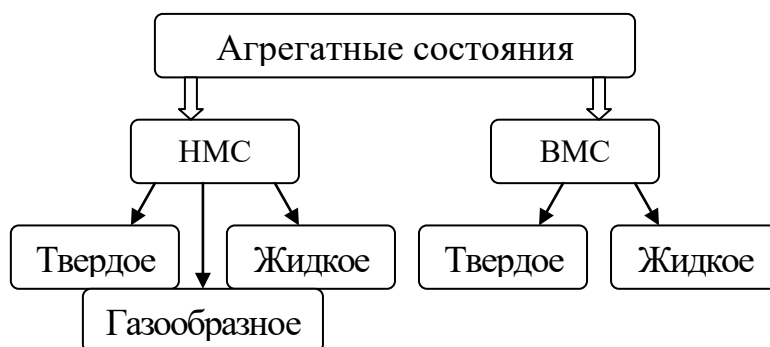 Агрегатные состояния
НМС
ВМС
Твердое
Жидкое
Твердое
Жидкое
Газообразное